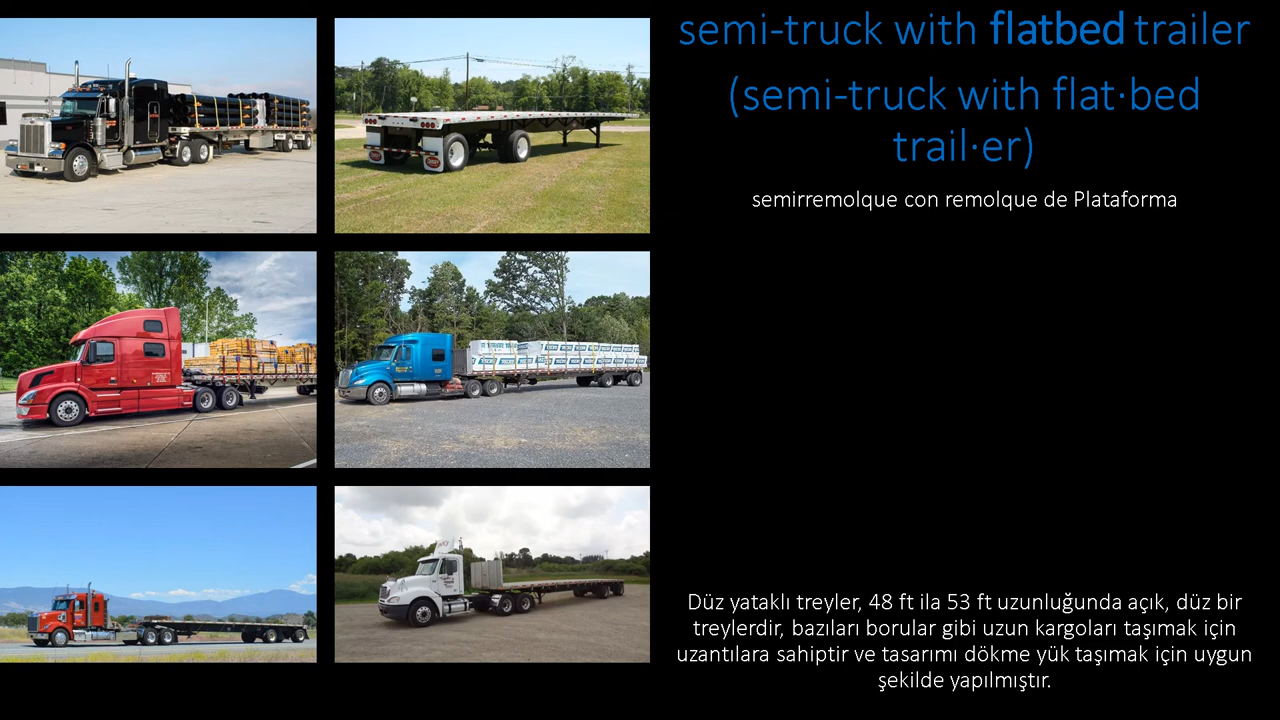 semi-truck with flatbed trailer
(semi-truck with flat·bed
trail·er)
semirremolque con remolque de Plataforma
Düz yataklı treyler, 48 ft ila 53 ft uzunluğunda açık, düz bir
treylerdir, bazıları borular gibi uzun kargoları taşımak için
uzantılara sahiptir ve tasarımı dökme yük taşımak için uygun
şekilde yapılmıştır.